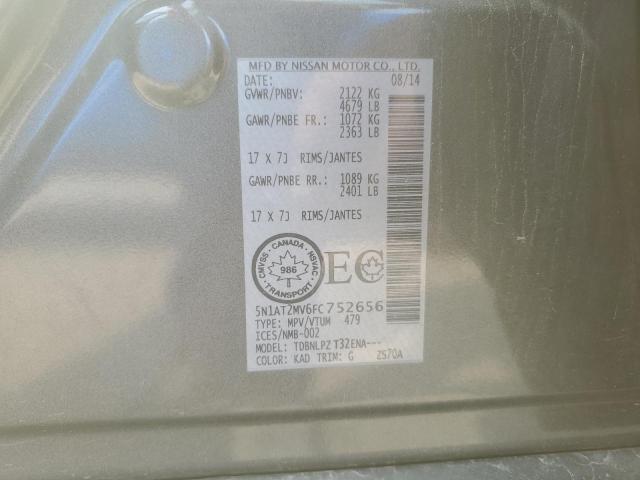 MFD BY NISSAN MOTOR CO., LTD.
DATE: 08/14
GVWR/PNBV: 2122 KG
4679 LB
GAWR/PNBE FR.: 1072 KG
2363 LB
17 X 7J RIMS/JANTES
GAWR/PNBE RR.: 1089 KG
2401 LB
17 X 7J RIMS/JANTES
CANADA
CMVSS 986 NSVAC
TRANSPORT
EC
5N1AT2MV6FC752656
TYPE: MPV/VTUM 479
ICES/NMB-002
MODEL: TDBNLPZ T32ENA---
COLOR: KAD TRIM: G ZS70A